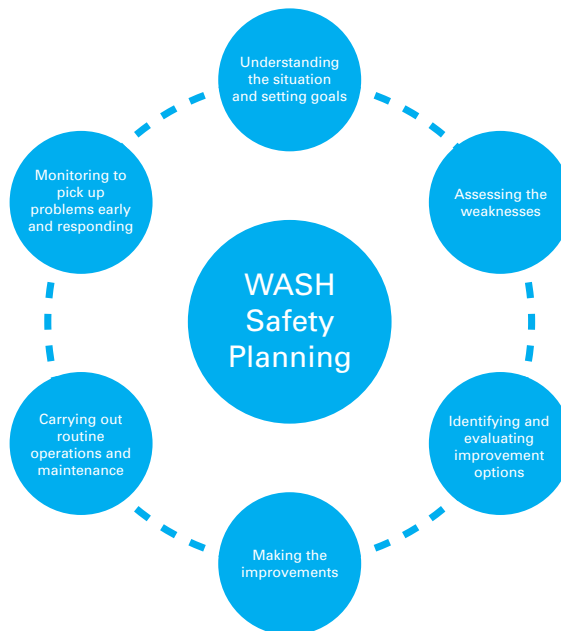 Understanding
the situation
and setting goals
Assessing the
weaknesses
Identifying and
evaluating
improvement
options
Making the
improvements
Carrying out
routine
operations and
maintenance
Monitoring to
pick up
problems early
and responding
WASH
Safety
Planning